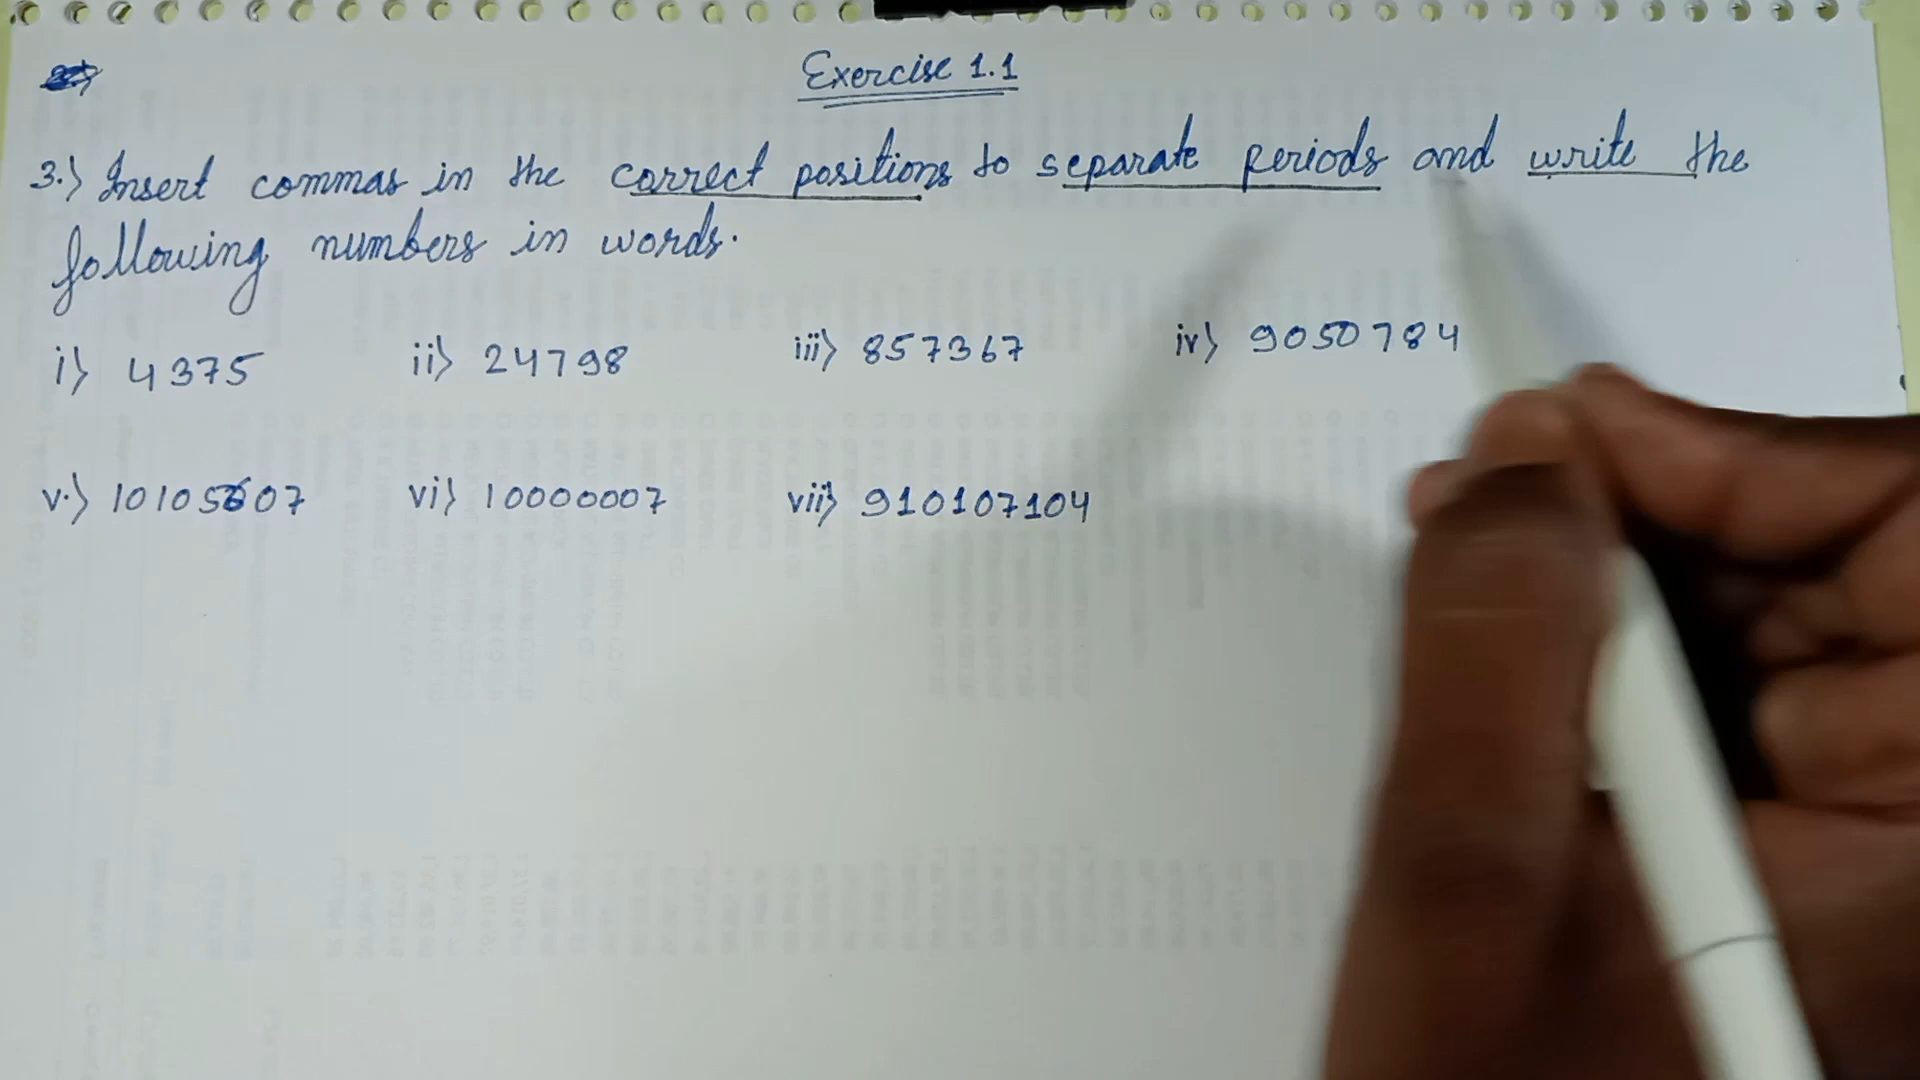 Exercise 1.1
3.) Insert commas in the correct positions to separate periods and write the
following numbers in words.
i) 4375 ii) 24798 iii) 857367 iv) 9050784
v.) 10105607 vi) 10000007 vii) 910107104